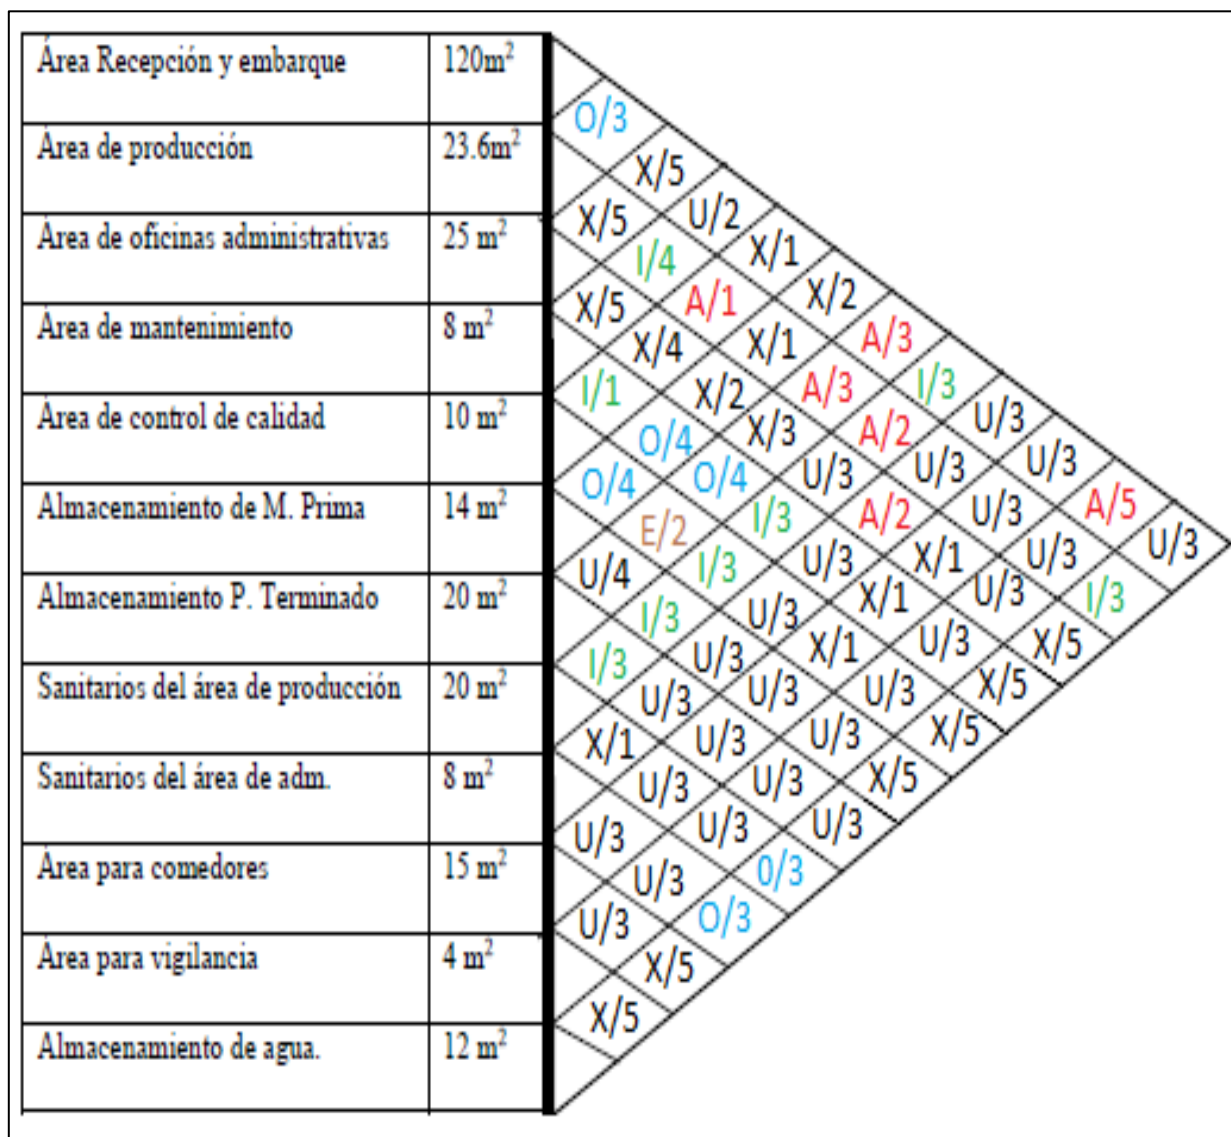 Área Recepción y embarque 120m²
Área de producción 23.6m²
Área de oficinas administrativas 25 m²
Área de mantenimiento 8 m²
Área de control de calidad 10 m²
Almacenamiento de M. Prima 14 m²
Almacenamiento P. Terminado 20 m²
Sanitarios del área de producción 20 m²
Sanitarios del área de adm. 8 m²
Área para comedores 15 m²
Área para vigilancia 4 m²
Almacenamiento de agua. 12 m²
O/3 X/5 U/2 X/1 X/2 A/3 I/3 U/3 U/3 A/5 U/3
X/5 I/4 A/1 X/1 A/3 A/2 U/3 U/3 U/3 I/3
X/5 X/4 X/2 X/3 U/3 A/2 X/1 U/3 X/5
I/1 O/4 O/4 I/3 U/3 X/1 U/3 X/5
O/4 E/2 I/3 U/3 X/1 U/3 X/5
U/4 I/3 U/3 U/3 U/3 X/5
I/3 U/3 U/3 U/3 U/3
X/1 U/3 U/3 0/3
U/3 U/3 O/3
U/3 X/5
X/5